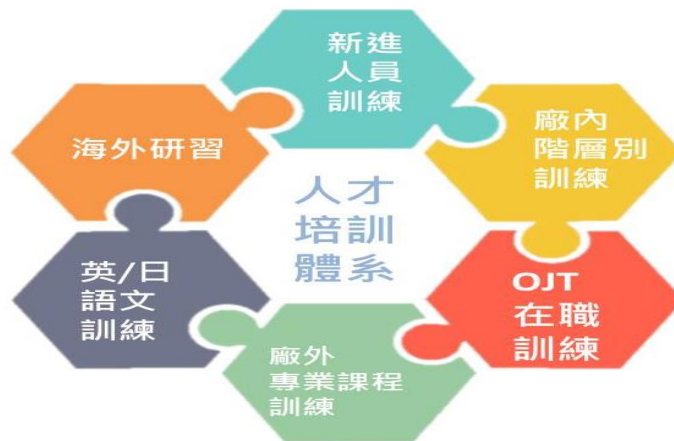 新進
人員
訓練
廠內
階層別
訓練
OJT
在職
訓練
廠外
專業課程
訓練
英/日
語文
訓練
海外研習
人才
培訓
體系